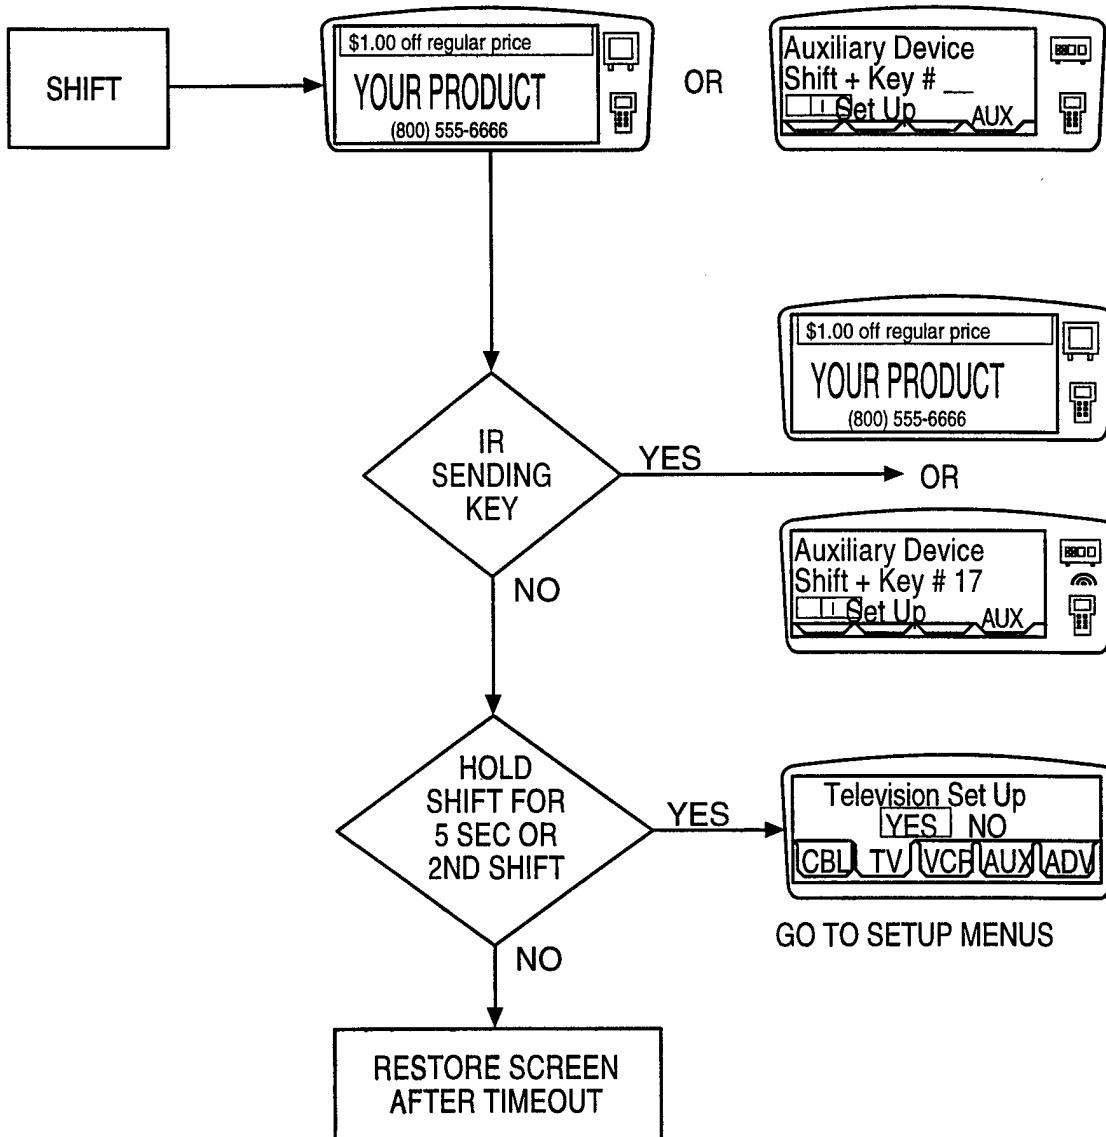 SHIFT
$1.00 off regular price
YOUR PRODUCT
(800) 555-6666
OR
Auxiliary Device
Shift + Key # __
Set Up
AUX
$1.00 off regular price
YOUR PRODUCT
(800) 555-6666
IR
SENDING
KEY
YES
OR
NO
Auxiliary Device
Shift + Key # 17
Set Up
AUX
HOLD
SHIFT FOR
5 SEC OR
2ND SHIFT
YES
Television Set Up
YES NO
CBL TV VCR AUX ADV
GO TO SETUP MENUS
NO
RESTORE SCREEN
AFTER TIMEOUT